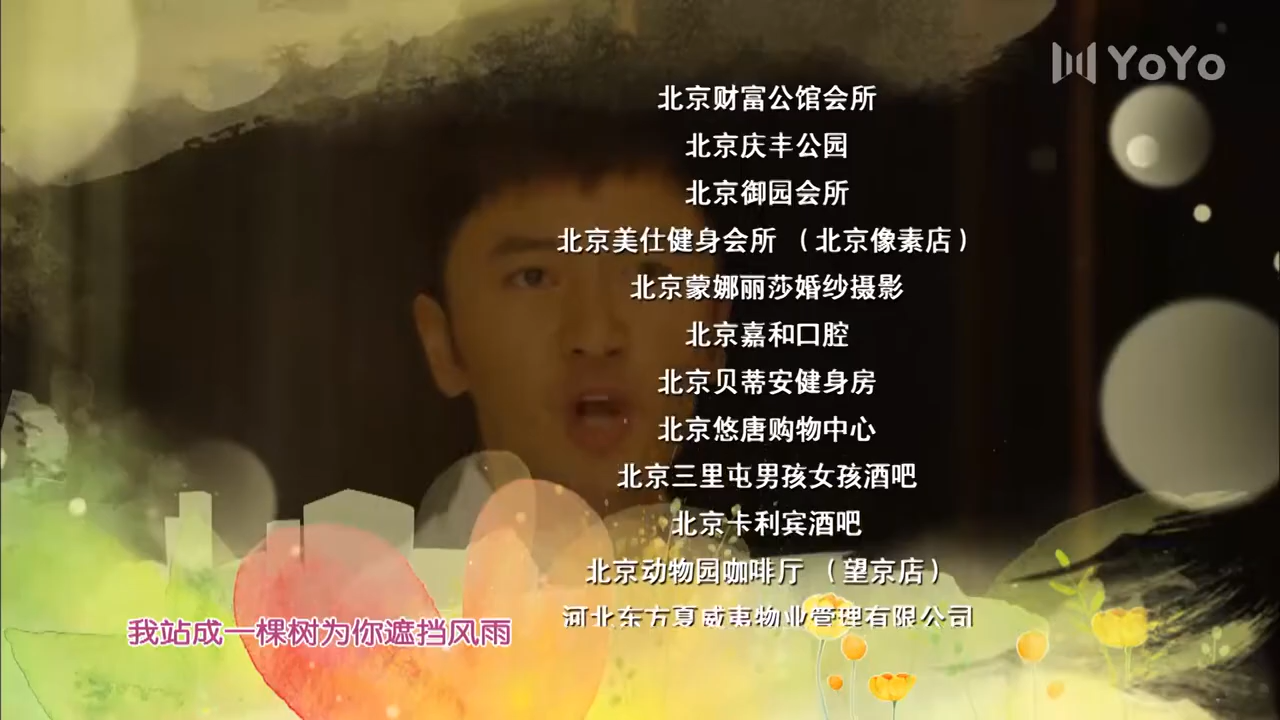 YoYo
北京财富公馆会所
北京庆丰公园
北京御园会所
北京美仕健身会所 （北京像素店）
北京蒙娜丽莎婚纱摄影
北京嘉和口腔
北京贝蒂安健身房
北京悠唐购物中心
北京三里屯男孩女孩酒吧
北京卡利宾酒吧
北京动物园咖啡厅 （望京店）
河北东方夏威夷物业管理有限公司
我站成一棵树为你遮挡风雨